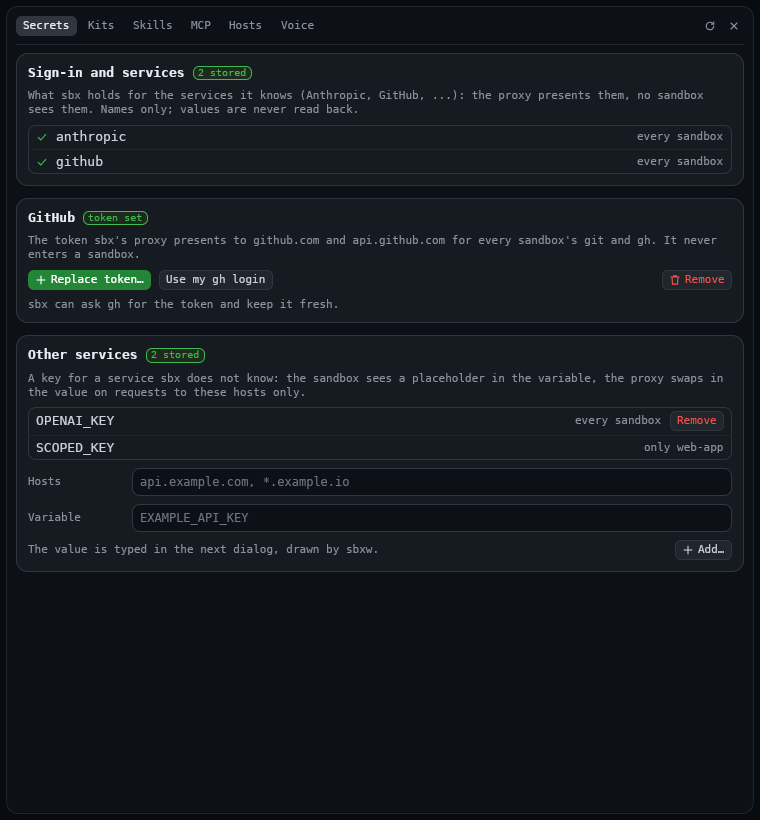 Secrets Kits Skills MCP Hosts Voice
Sign-in and services 2 stored
What sbx holds for the services it knows (Anthropic, GitHub, ...): the proxy presents them, no sandbox
sees them. Names only; values are never read back.
anthropic every sandbox
github every sandbox
GitHub token set
The token sbx's proxy presents to github.com and api.github.com for every sandbox's git and gh. It never
enters a sandbox.
Replace token… Use my gh login Remove
sbx can ask gh for the token and keep it fresh.
Other services 2 stored
A key for a service sbx does not know: the sandbox sees a placeholder in the variable, the proxy swaps in
the value on requests to these hosts only.
OPENAI_KEY every sandbox Remove
SCOPED_KEY only web-app
Hosts api.example.com, *.example.io
Variable EXAMPLE_API_KEY
The value is typed in the next dialog, drawn by sbxw. Add…